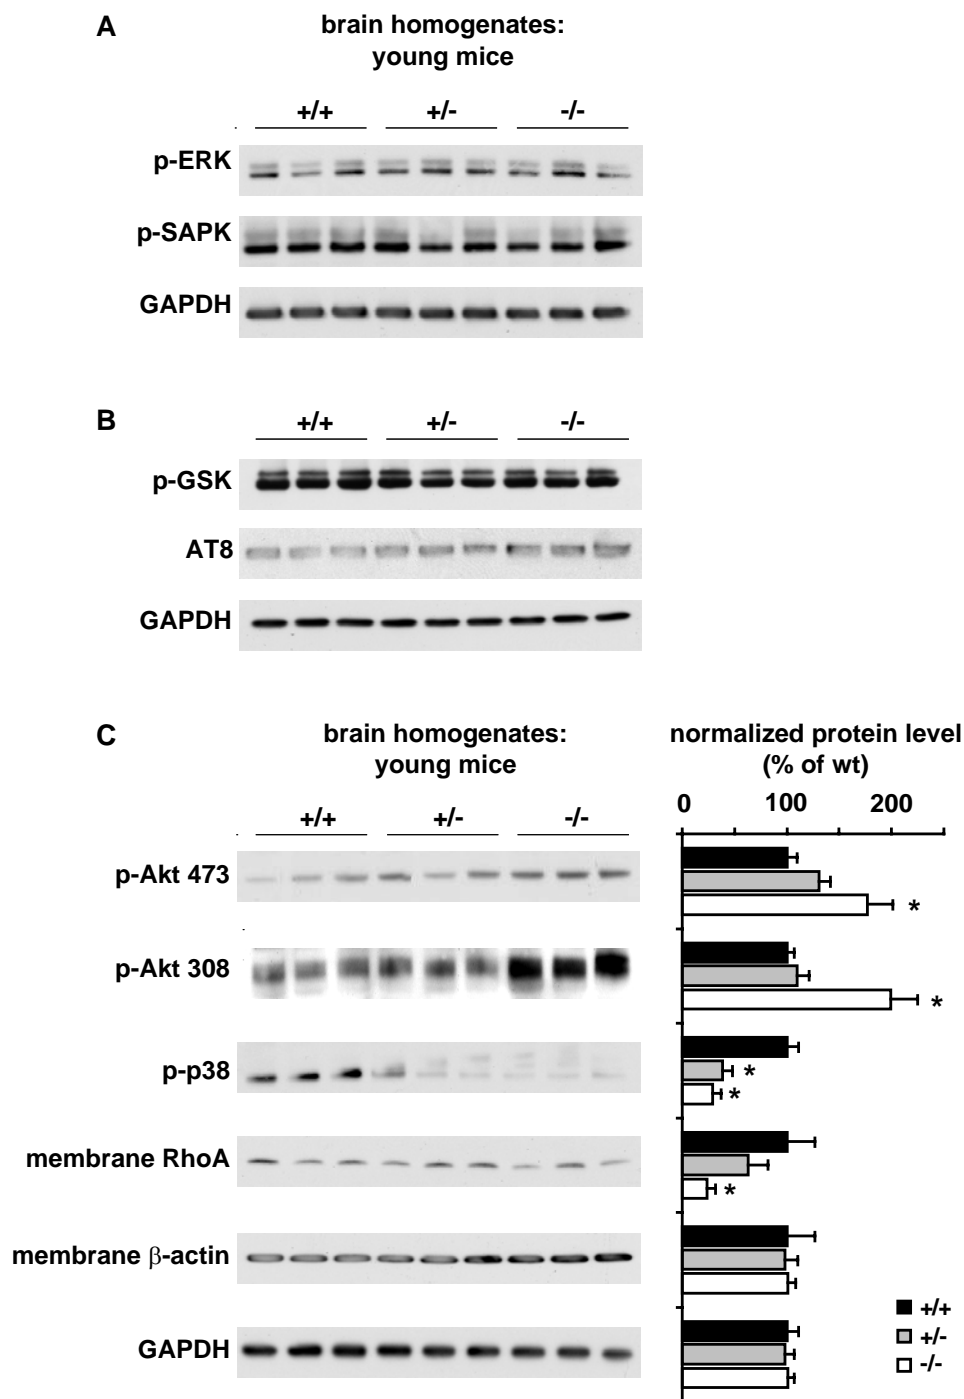 A
brain homogenates:
young mice
+/+ +/- -/-
p-ERK
p-SAPK
GAPDH
B
+/+ +/- -/-
p-GSK
AT8
GAPDH
C
brain homogenates:
young mice
normalized protein level
(% of wt)
0 100 200
+/+ +/- -/-
p-Akt 473
*
p-Akt 308
*
p-p38
*
*
membrane RhoA
*
membrane β-actin
GAPDH
+/+
+/-
-/-